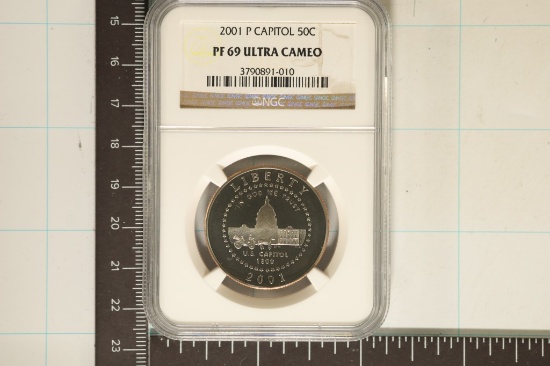 2001 P CAPITOL 50C
PF 69 ULTRA CAMEO
3790891-010
NGC
LIBERTY
IN GOD WE TRUST
U.S. CAPITOL
1800
2001
15
16
17
18
19
20
21
22
23